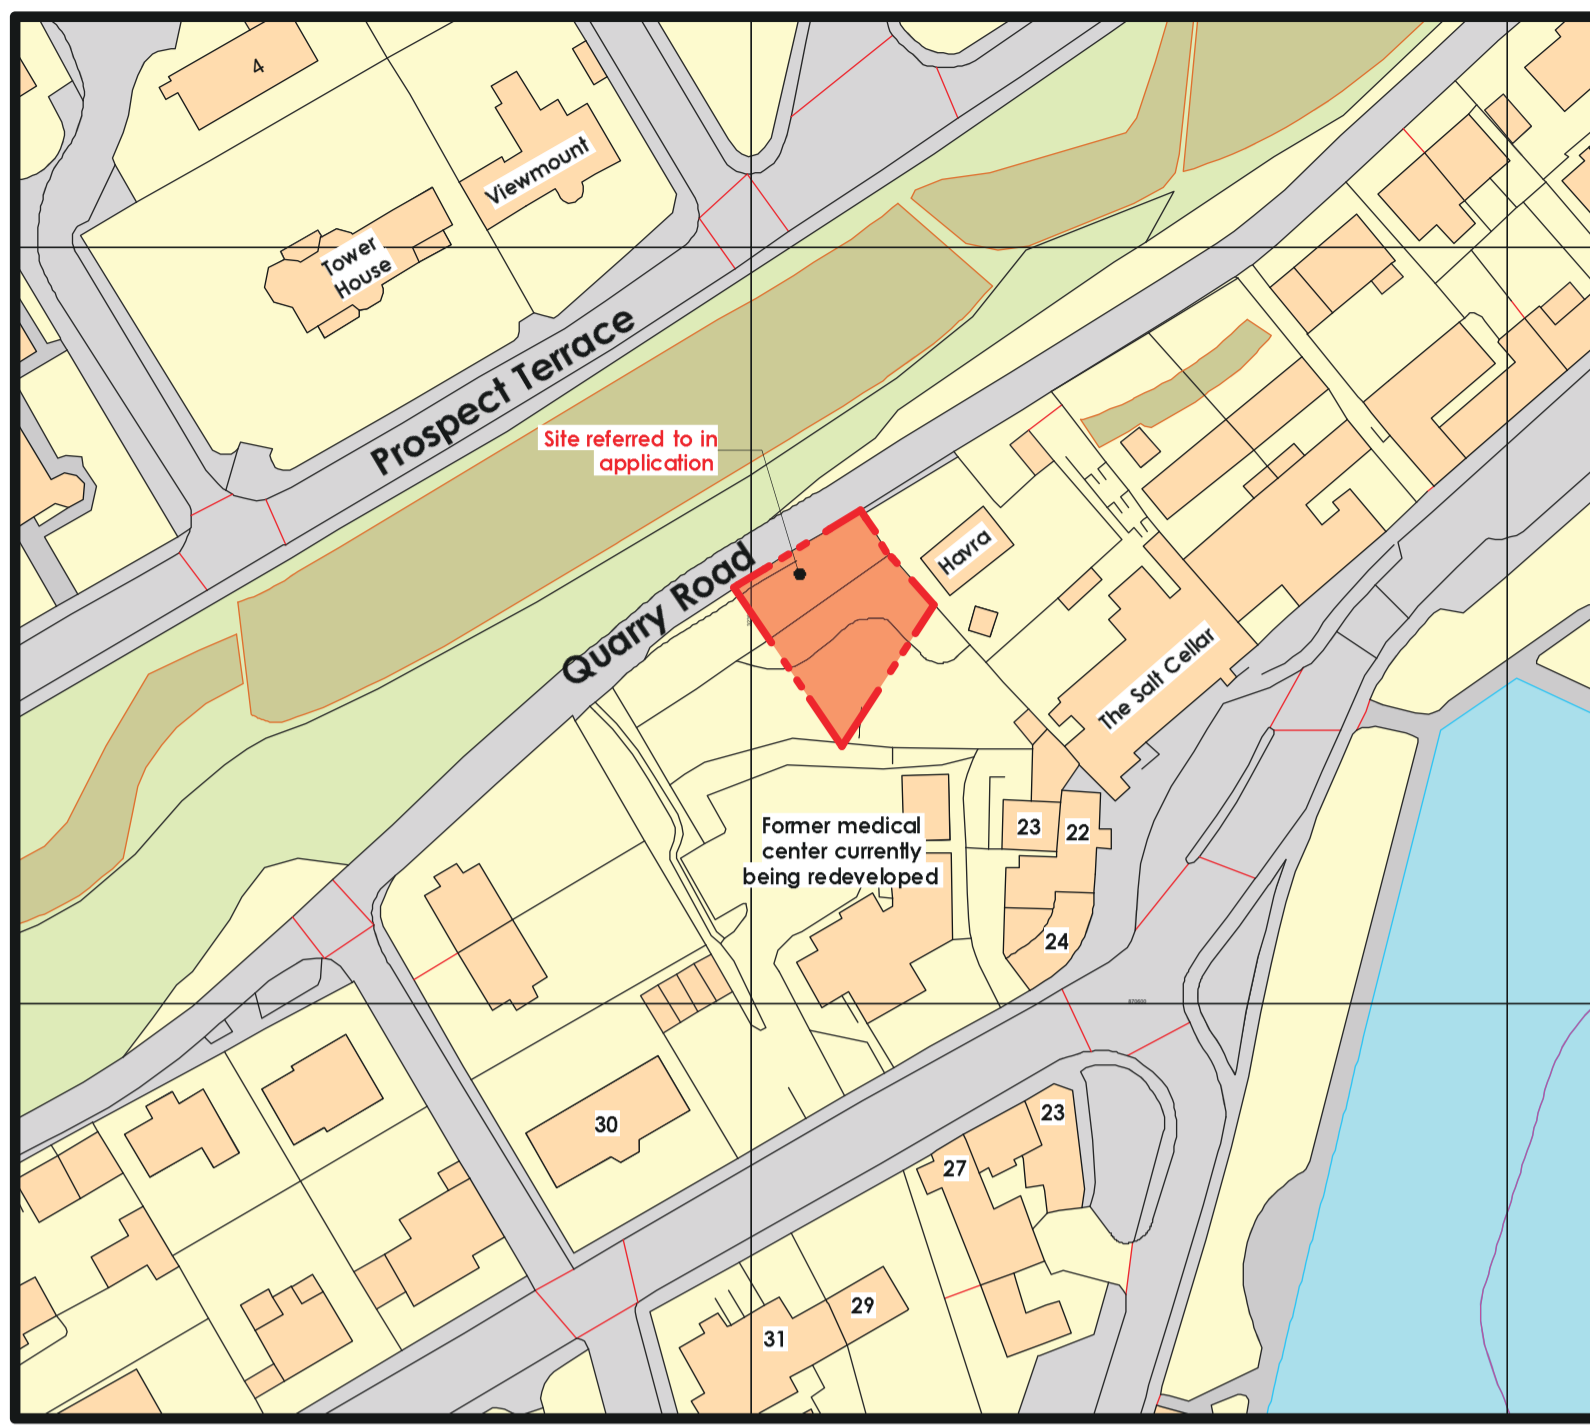 4
Viewmount
Tower
House
Prospect Terrace
Site referred to in
application
Quarry Road
Havra
The Salt Cellar
Former medical
center currently
being redeveloped
23
22
24
30
23
27
29
31